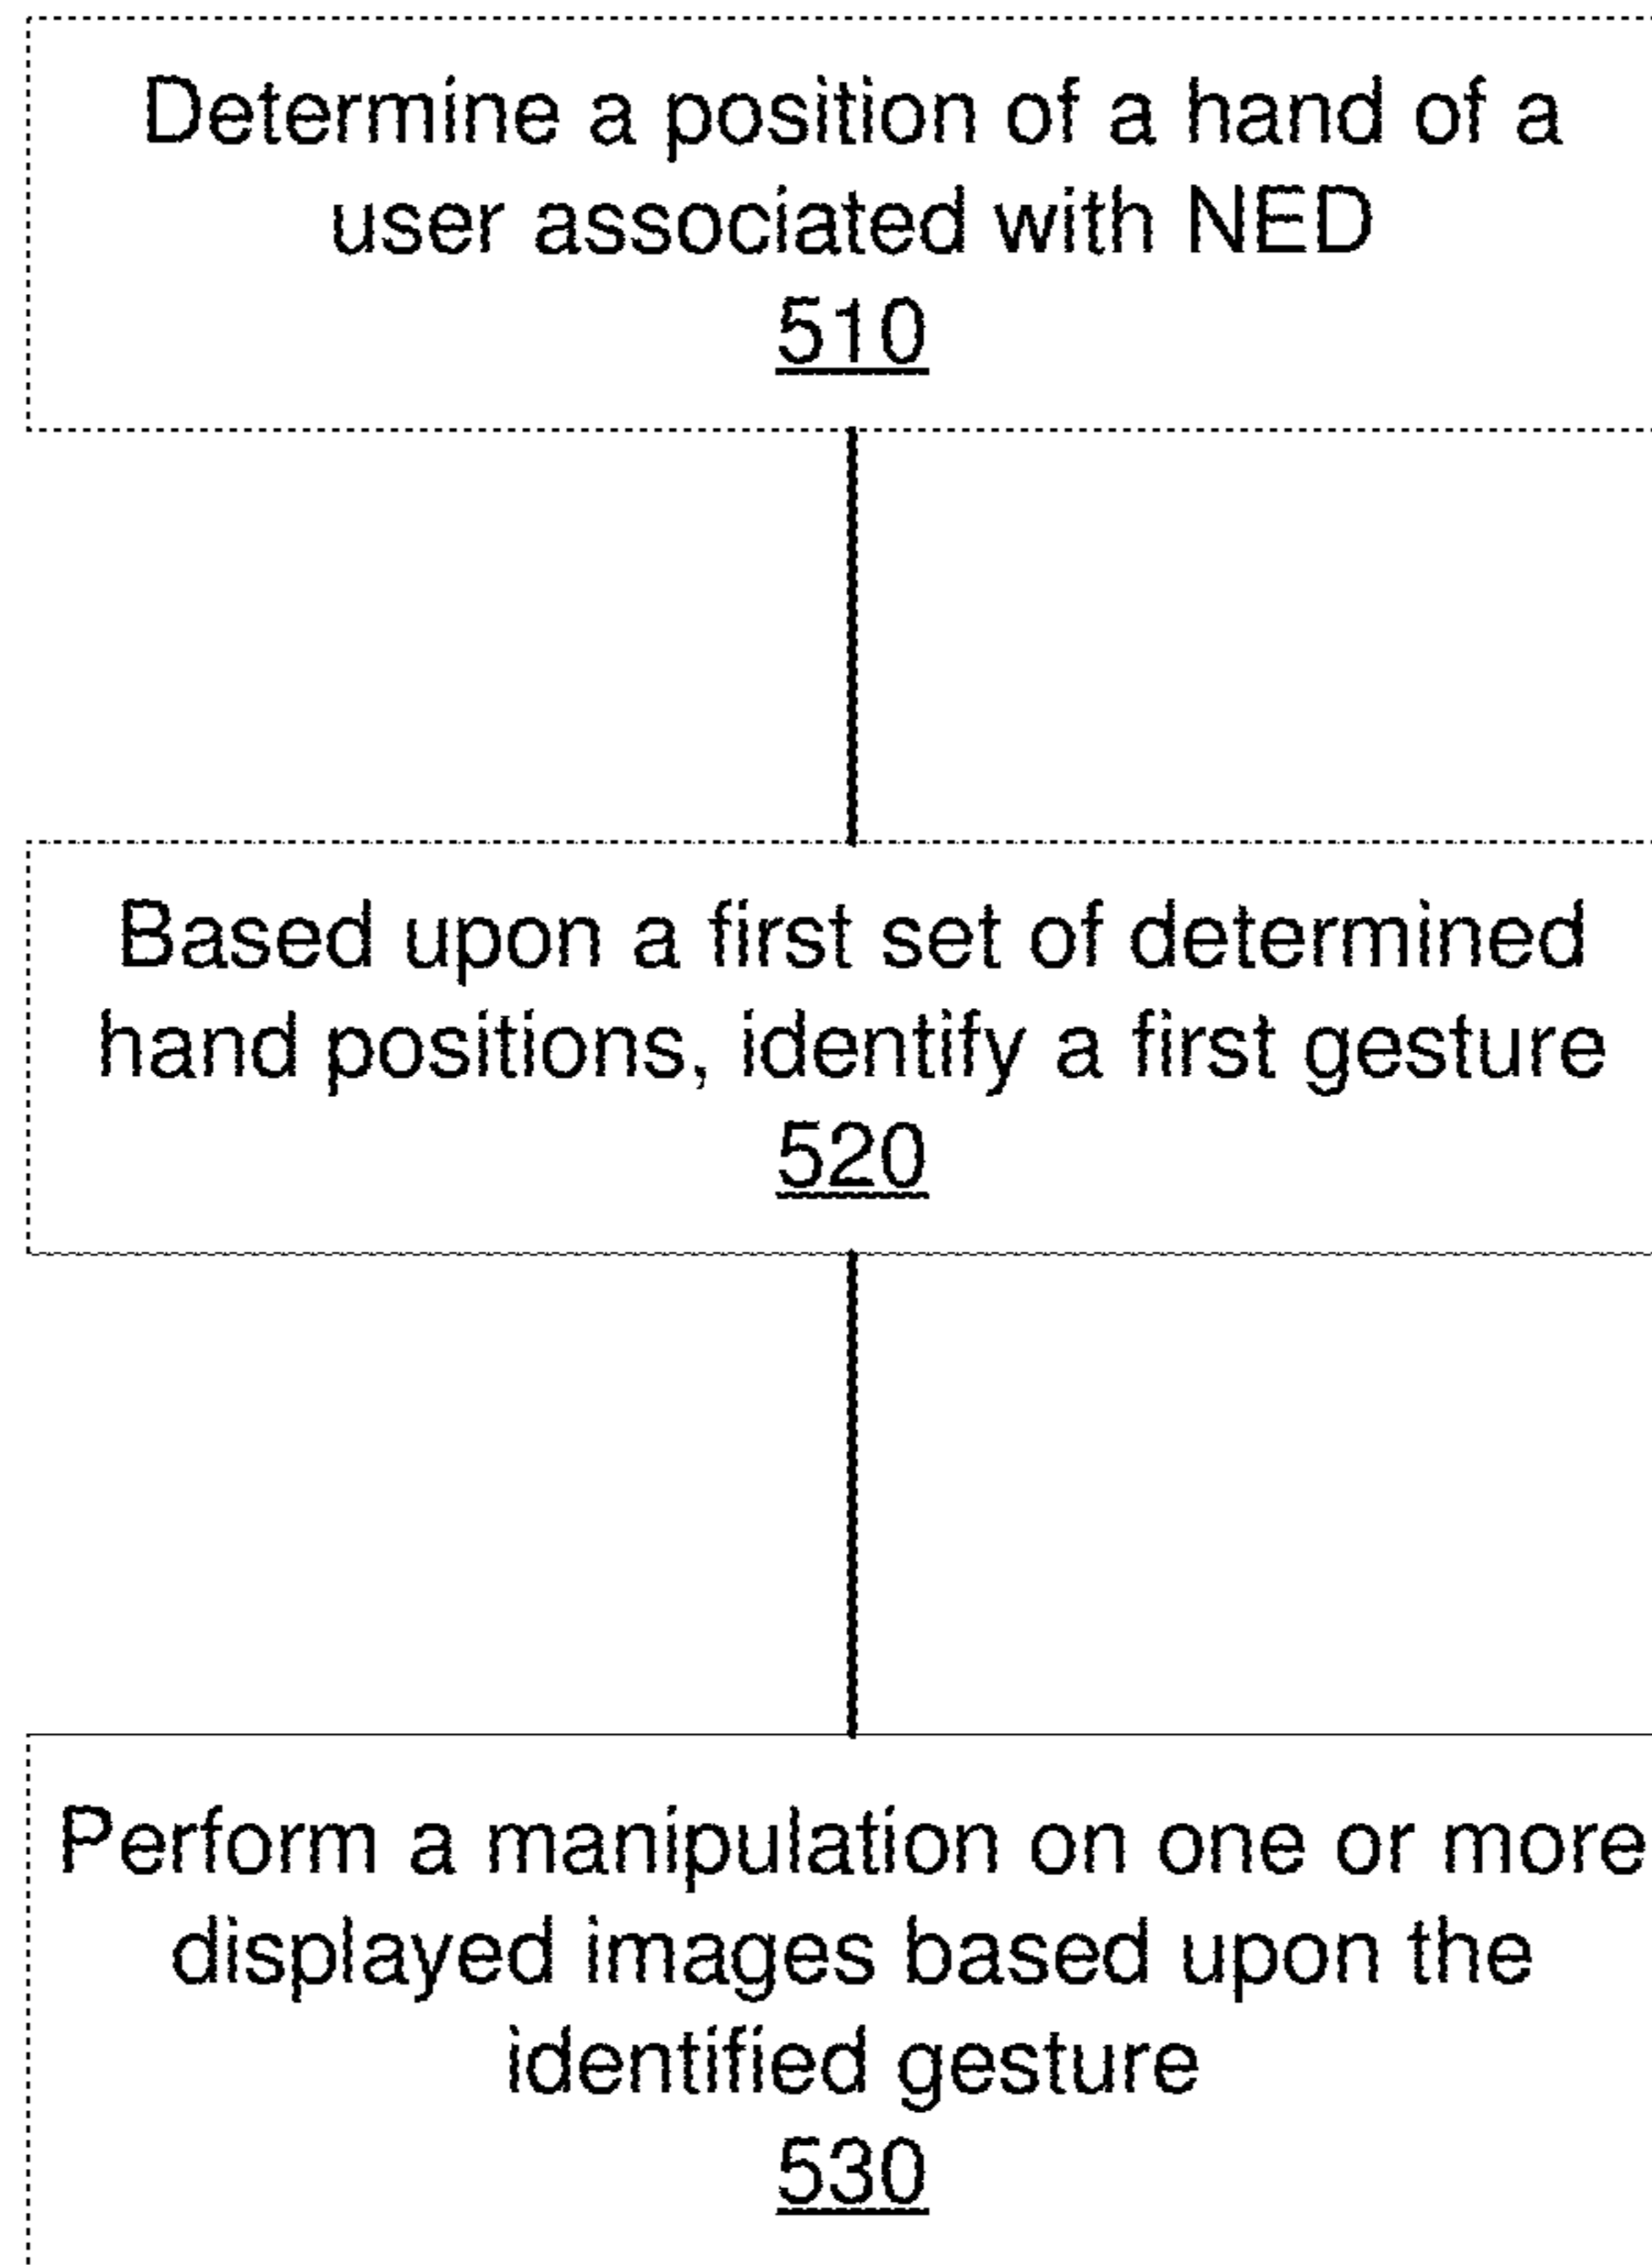 Determine a position of a hand of a
user associated with NED
510
Based upon a first set of determined
hand positions, identify a first gesture
520
Perform a manipulation on one or more
displayed images based upon the
identified gesture
530